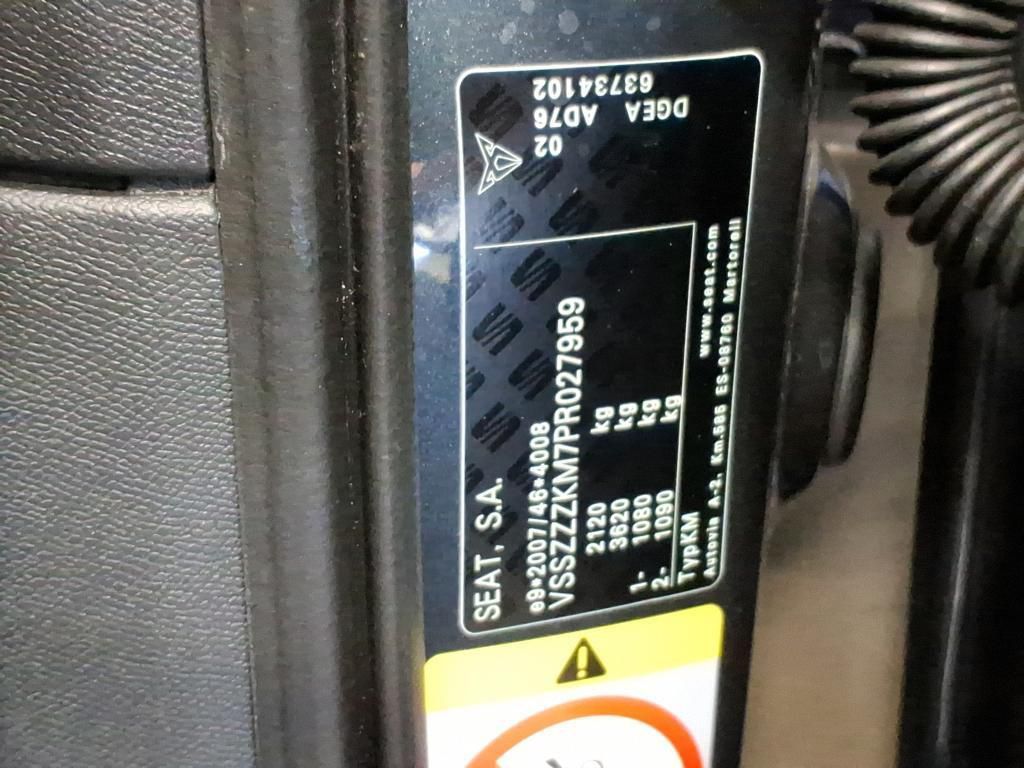 SEAT, S.A.
e9*2007/46*4008
VSSZZZKM7PR027959
2120 kg
3620 kg
1- 1080 kg
2.- 1090 kg
TypKM
www.seat.com
Autovía A-2, Km.585 ES-08760 Martorell
02
AD76
DGEA
63734102